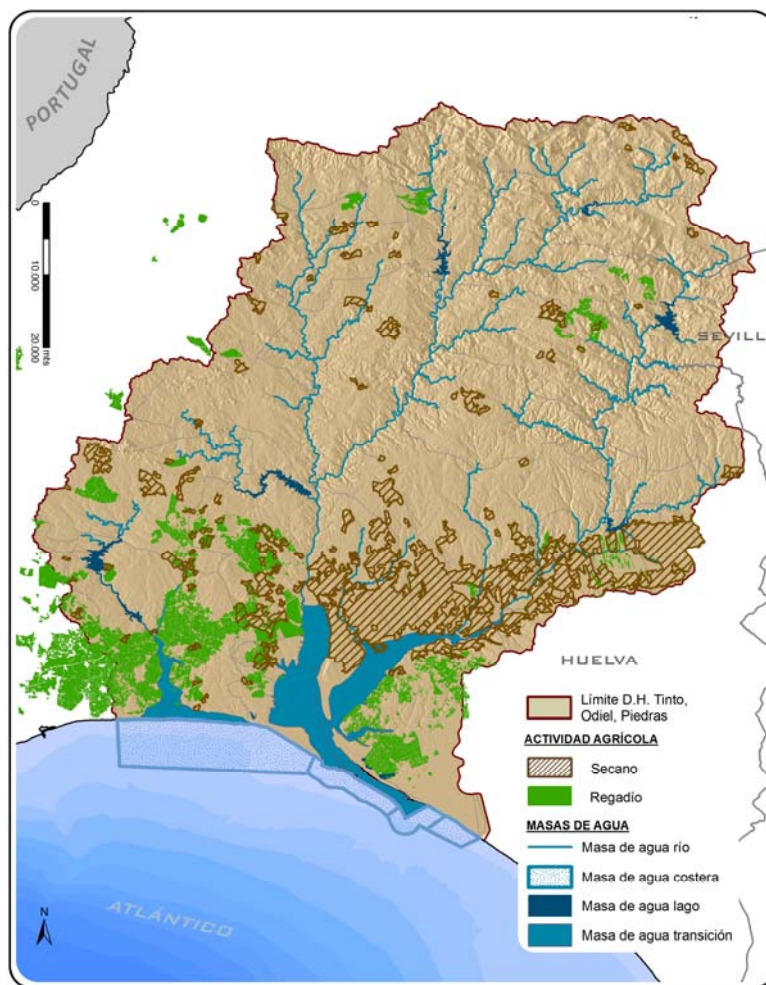 PORTUGAL
0
10.000
20.000
mts
SEVILL
HUELVA
Límite D.H. Tinto,
Odiel, Piedras
ACTIVIDAD AGRÍCOLA
Secano
Regadío
MASAS DE AGUA
Masa de agua río
Masa de agua costera
Masa de agua lago
Masa de agua transición
ATLÁNTICO
N